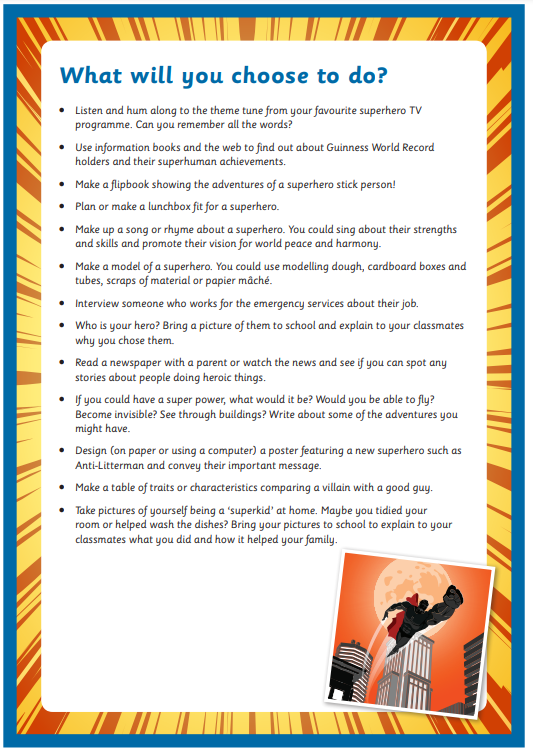 What will you choose to do?
• Listen and hum along to the theme tune from your favourite superhero TV
programme. Can you remember all the words?
• Use information books and the web to find out about Guinness World Record
holders and their superhuman achievements.
• Make a flipbook showing the adventures of a superhero stick person!
• Plan or make a lunchbox fit for a superhero.
• Make up a song or rhyme about a superhero. You could sing about their strengths
and skills and promote their vision for world peace and harmony.
• Make a model of a superhero. You could use modelling dough, cardboard boxes and
tubes, scraps of material or papier mâché.
• Interview someone who works for the emergency services about their job.
• Who is your hero? Bring a picture of them to school and explain to your classmates
why you chose them.
• Read a newspaper with a parent or watch the news and see if you can spot any
stories about people doing heroic things.
• If you could have a super power, what would it be? Would you be able to fly?
Become invisible? See through buildings? Write about some of the adventures you
might have.
• Design (on paper or using a computer) a poster featuring a new superhero such as
Anti-Litterman and convey their important message.
• Make a table of traits or characteristics comparing a villain with a good guy.
• Take pictures of yourself being a ‘superkid’ at home. Maybe you tidied your
room or helped wash the dishes? Bring your pictures to school to explain to your
classmates what you did and how it helped your family.